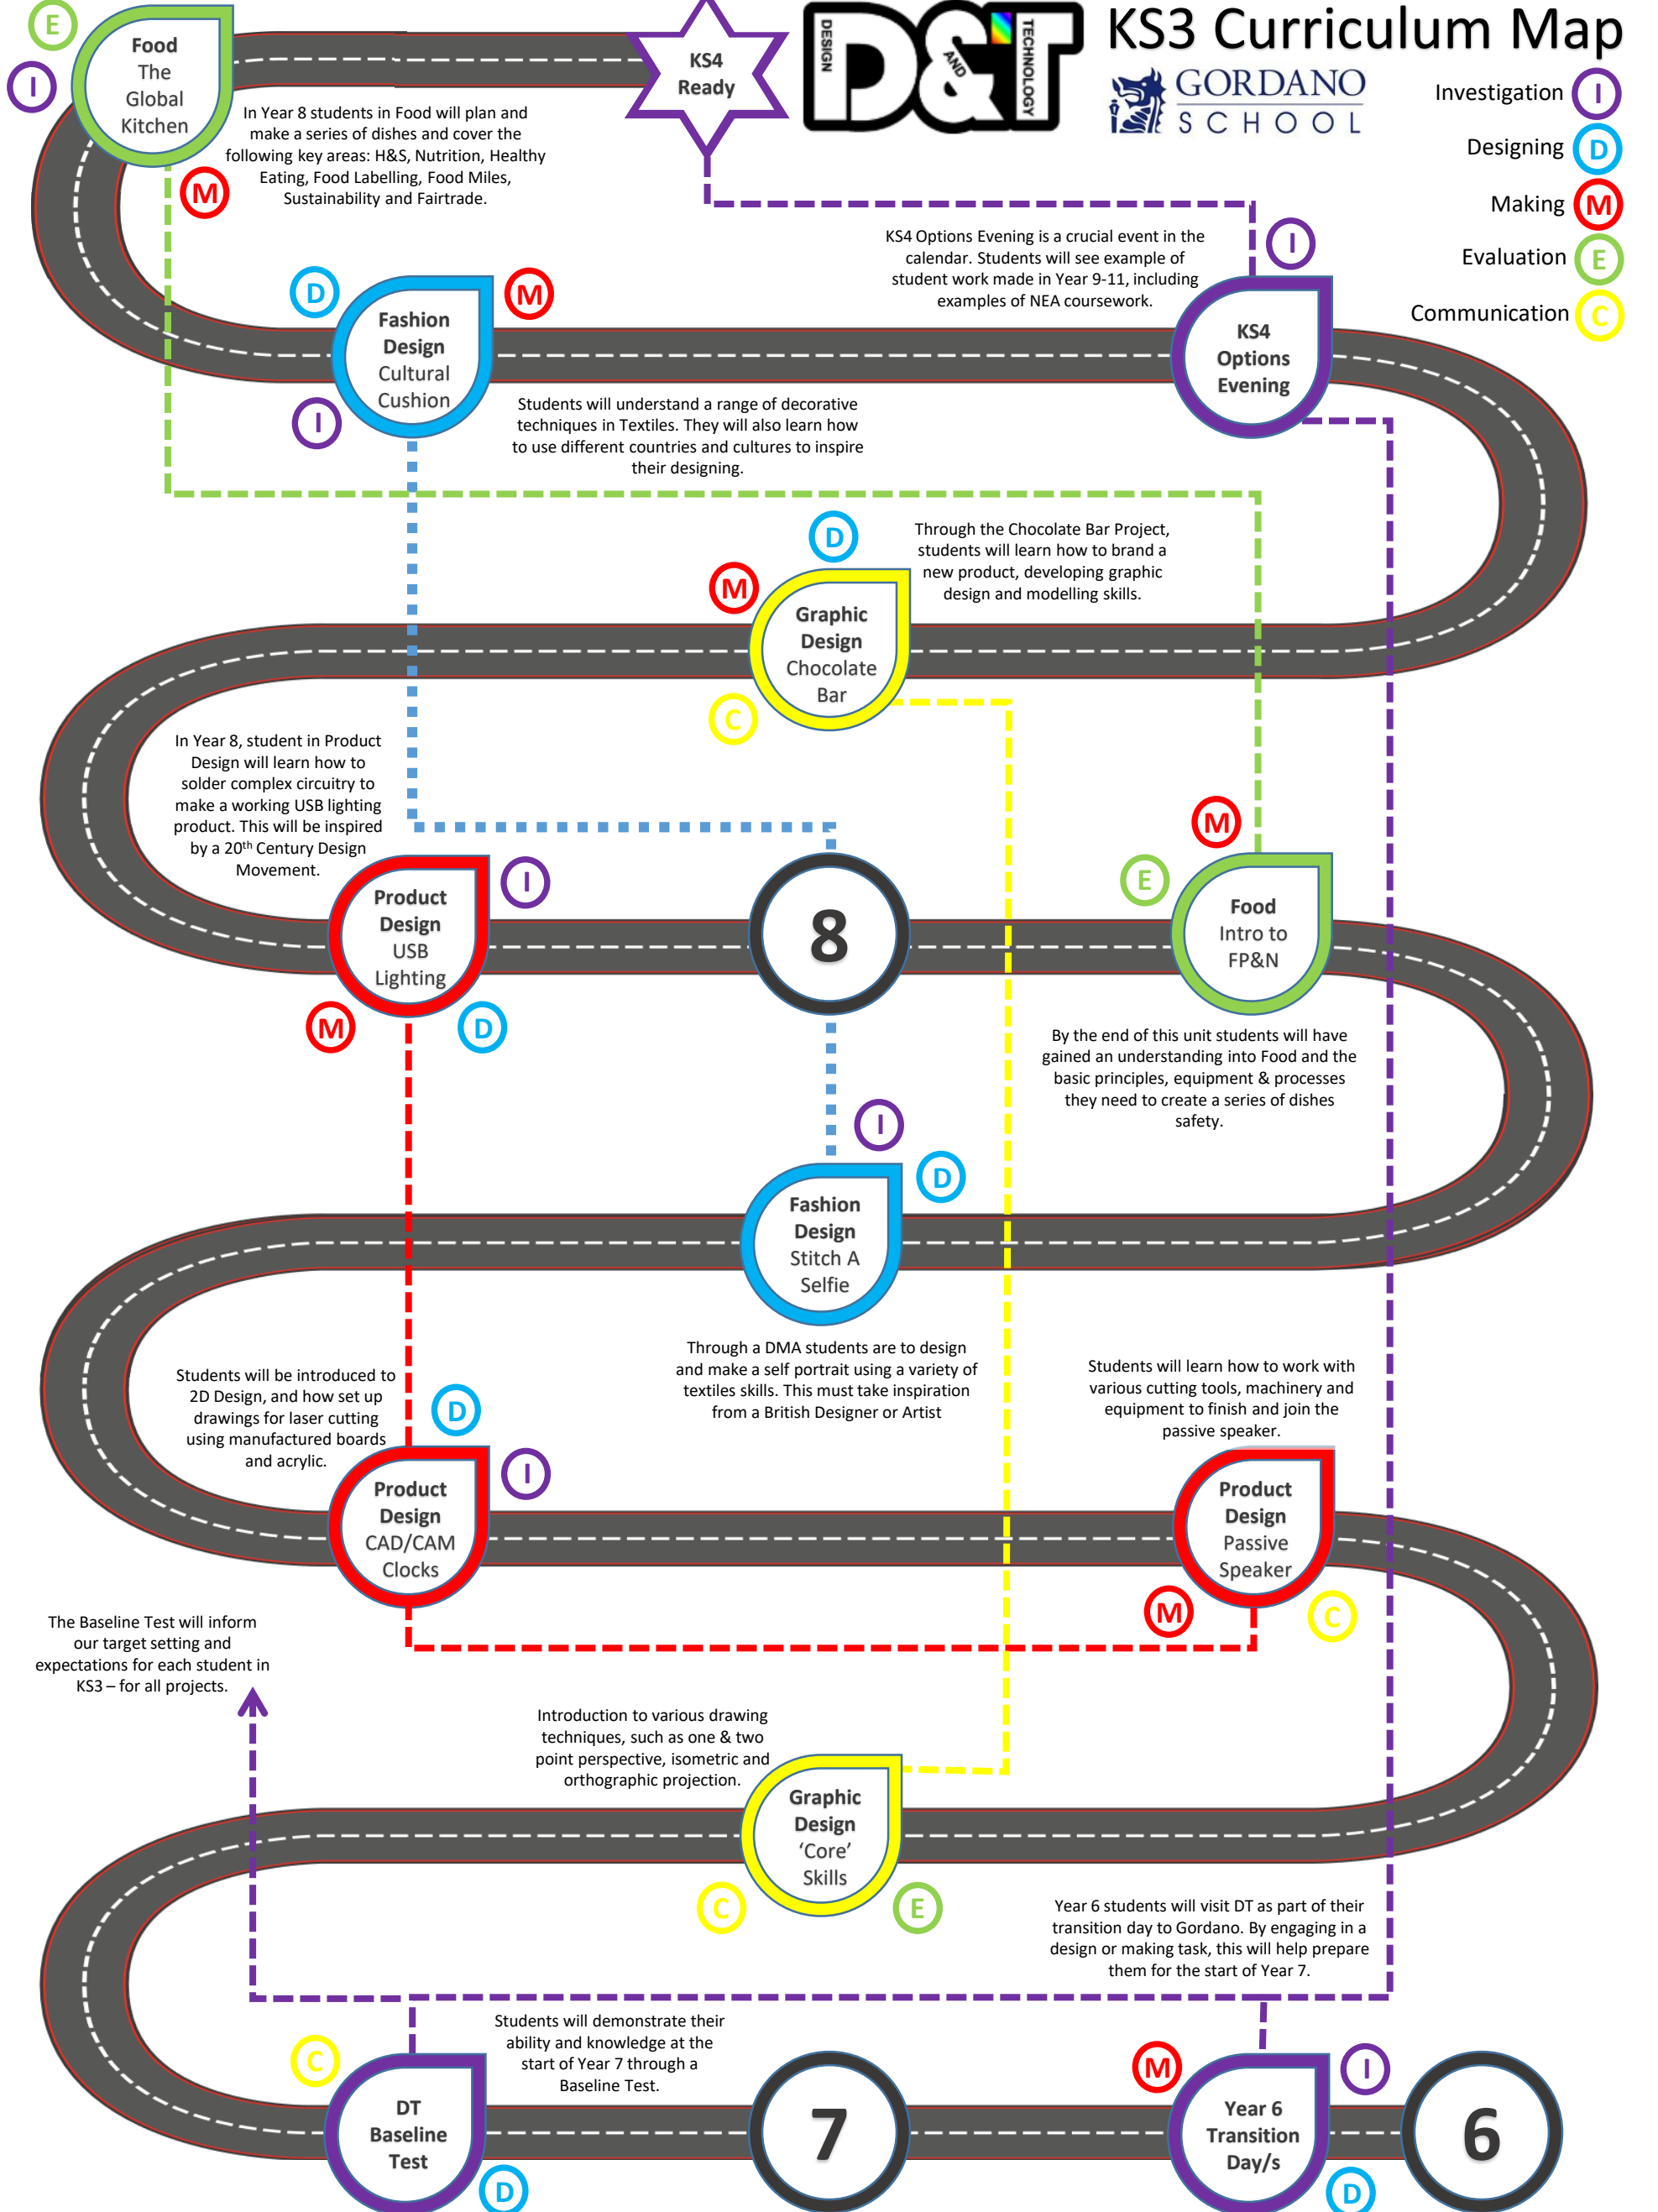 DESIGN
D&T
AND
TECHNOLOGY
KS3 Curriculum Map
GORDANO
SCHOOL
Investigation I
Designing D
Making M
Evaluation E
Communication C
E
I
M
Food
The
Global
Kitchen
In Year 8 students in Food will plan and
make a series of dishes and cover the
following key areas: H&S, Nutrition, Healthy
Eating, Food Labelling, Food Miles,
Sustainability and Fairtrade.
KS4
Ready
KS4 Options Evening is a crucial event in the
calendar. Students will see example of
student work made in Year 9-11, including
examples of NEA coursework.
I
KS4
Options
Evening
D
M
I
Fashion
Design
Cultural
Cushion
Students will understand a range of decorative
techniques in Textiles. They will also learn how
to use different countries and cultures to inspire
their designing.
D
M
C
Graphic
Design
Chocolate
Bar
Through the Chocolate Bar Project,
students will learn how to brand a
new product, developing graphic
design and modelling skills.
In Year 8, student in Product
Design will learn how to
solder complex circuitry to
make a working USB lighting
product. This will be inspired
by a 20th Century Design
Movement.
I
M
D
Product
Design
USB
Lighting
8
M
E
Food
Intro to
FP&N
By the end of this unit students will have
gained an understanding into Food and the
basic principles, equipment & processes
they need to create a series of dishes
safety.
I
D
Fashion
Design
Stitch A
Selfie
Through a DMA students are to design
and make a self portrait using a variety of
textiles skills. This must take inspiration
from a British Designer or Artist
Students will be introduced to
2D Design, and how set up
drawings for laser cutting
using manufactured boards
and acrylic.
D
I
Product
Design
CAD/CAM
Clocks
Students will learn how to work with
various cutting tools, machinery and
equipment to finish and join the
passive speaker.
Product
Design
Passive
Speaker
M
C
The Baseline Test will inform
our target setting and
expectations for each student in
KS3 – for all projects.
Introduction to various drawing
techniques, such as one & two
point perspective, isometric and
orthographic projection.
Graphic
Design
‘Core’
Skills
C
E
Year 6 students will visit DT as part of their
transition day to Gordano. By engaging in a
design or making task, this will help prepare
them for the start of Year 7.
Students will demonstrate their
ability and knowledge at the
start of Year 7 through a
Baseline Test.
C
DT
Baseline
Test
D
7
M
I
Year 6
Transition
Day/s
D
6